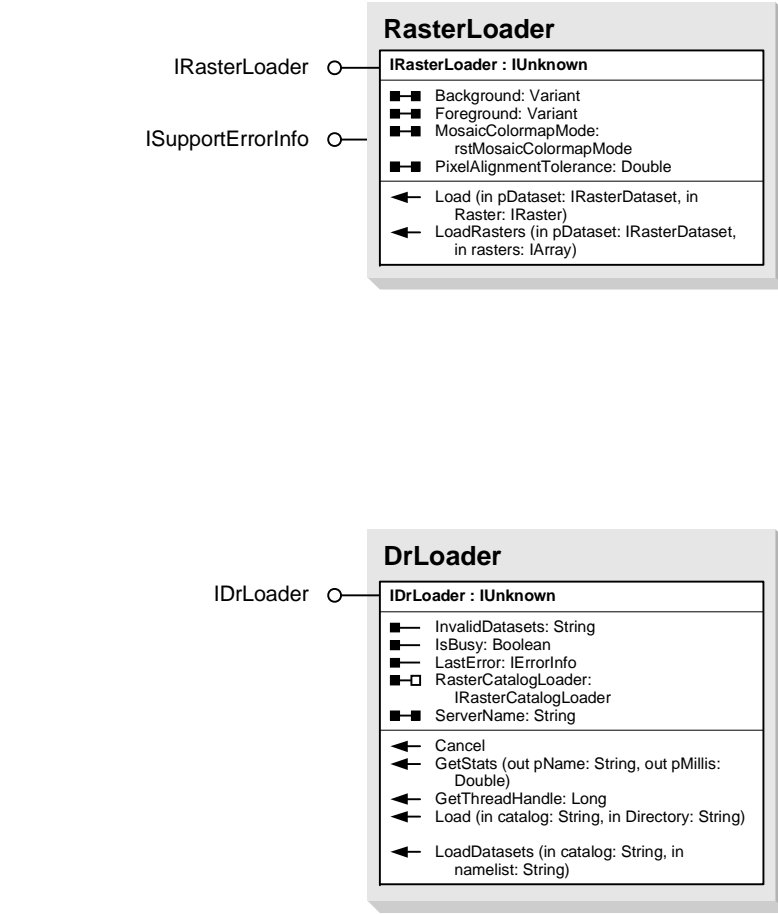 RasterLoader
IRasterLoader
IRasterLoader : IUnknown
Background: Variant
Foreground: Variant
MosaicColormapMode:
rstMosaicColormapMode
PixelAlignmentTolerance: Double
ISupportErrorInfo
Load (in pDataset: IRasterDataset, in
Raster: IRaster)
LoadRasters (in pDataset: IRasterDataset,
in rasters: IArray)
DrLoader
IDrLoader
IDrLoader : IUnknown
InvalidDatasets: String
IsBusy: Boolean
LastError: IErrorInfo
RasterCatalogLoader:
IRasterCatalogLoader
ServerName: String
Cancel
GetStats (out pName: String, out pMillis:
Double)
GetThreadHandle: Long
Load (in catalog: String, in Directory: String)
LoadDatasets (in catalog: String, in
namelist: String)